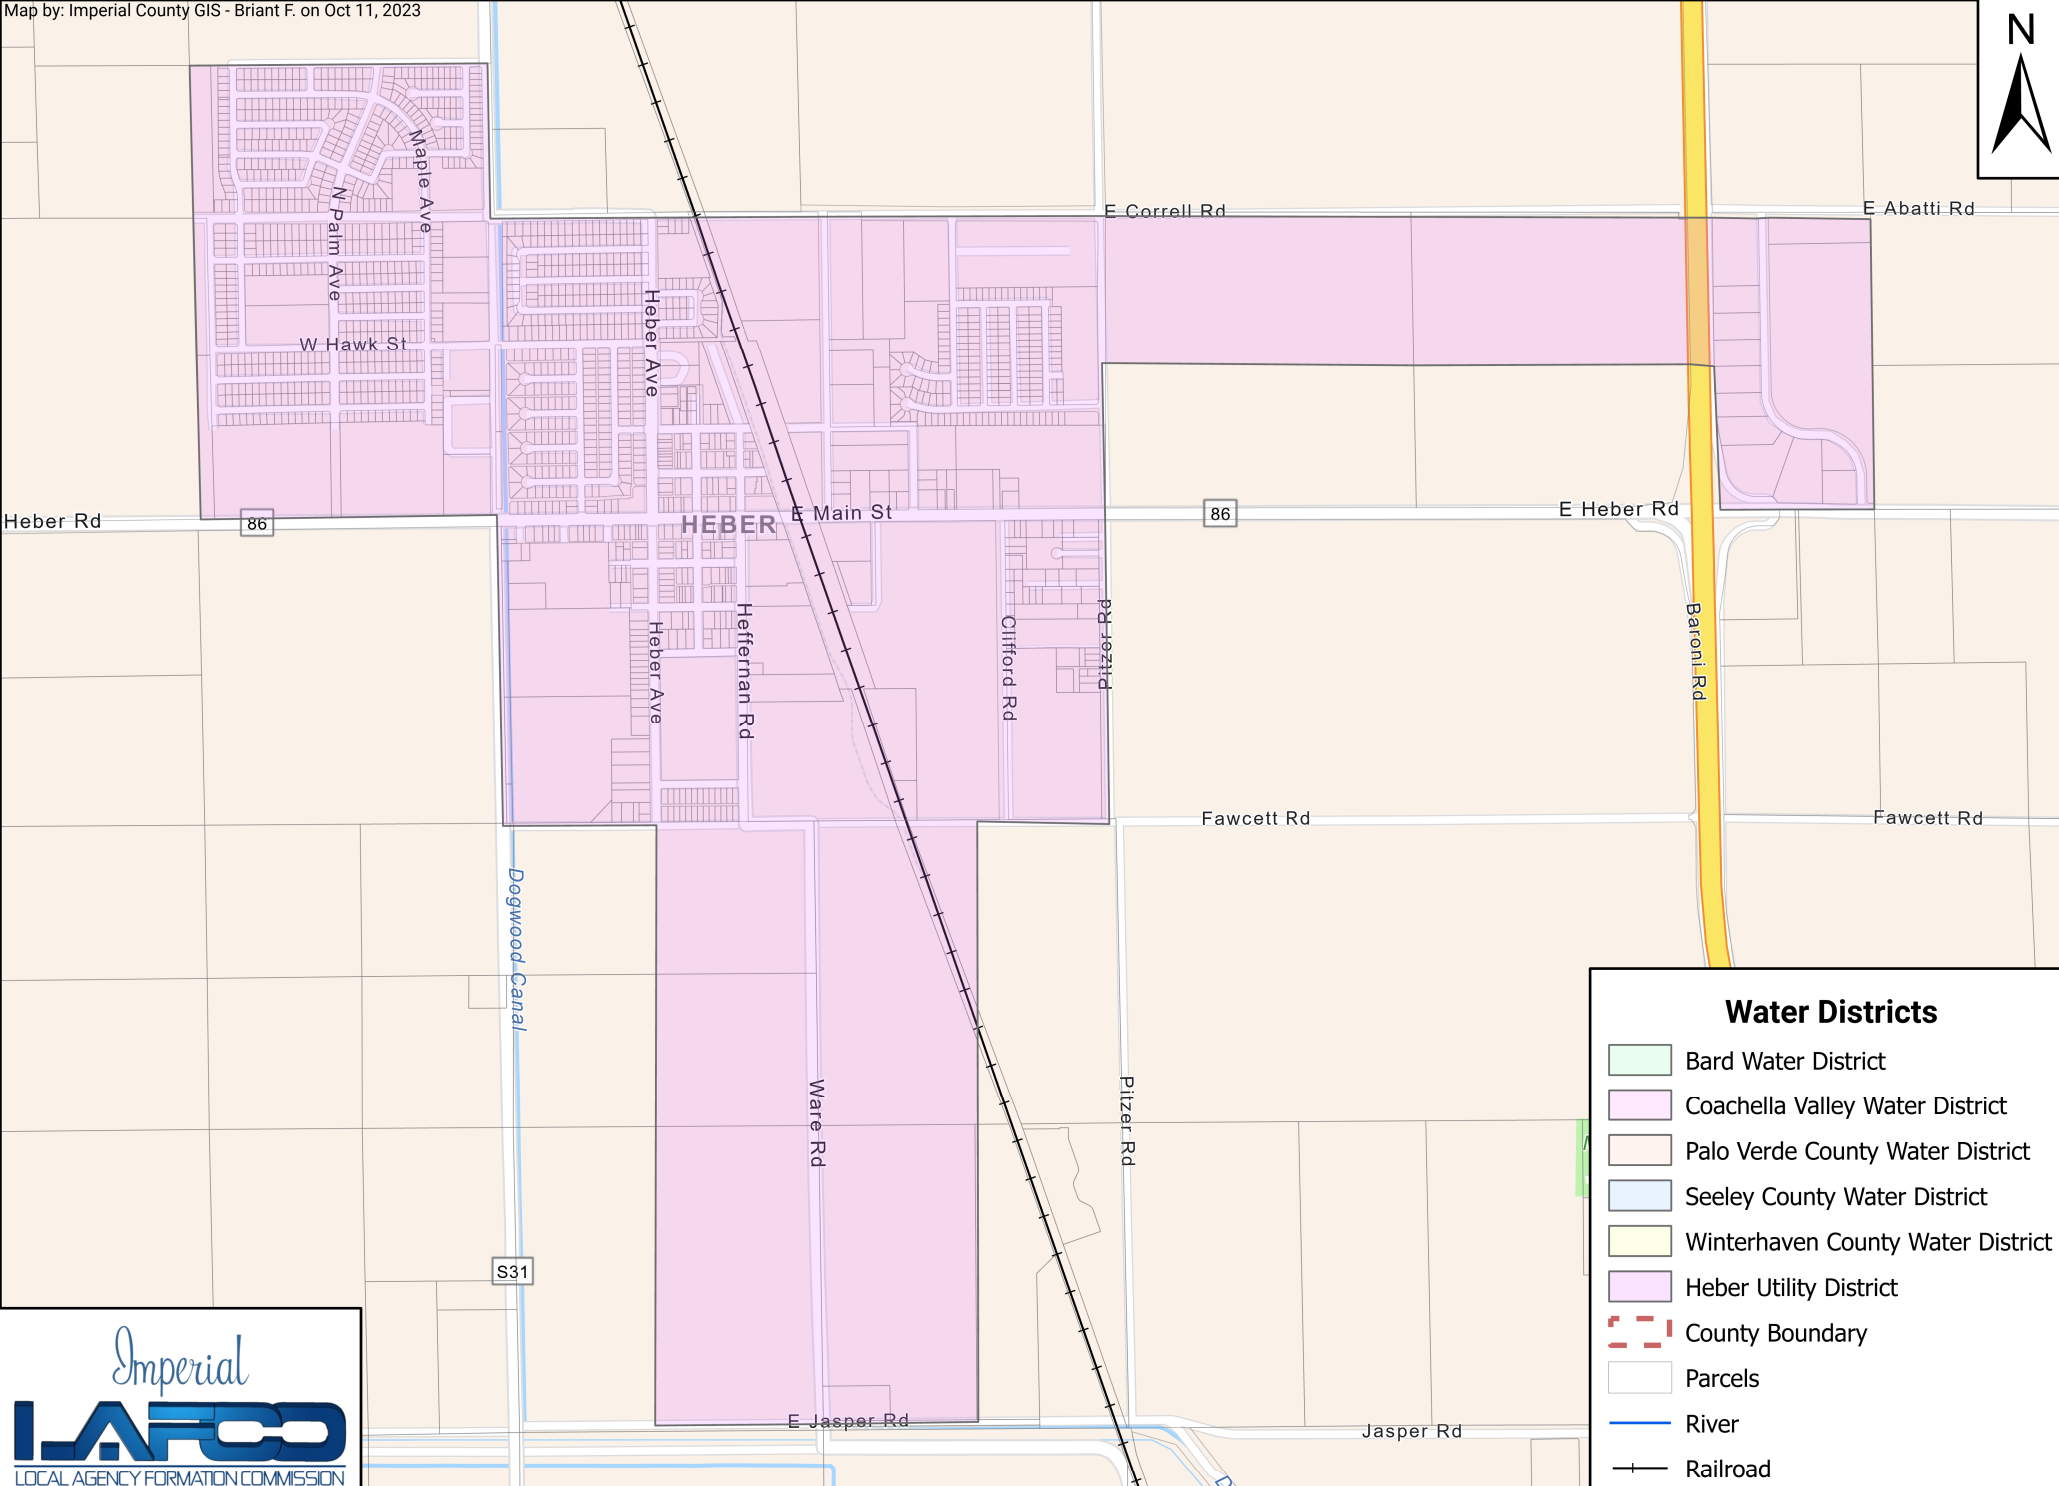 Map by: Imperial County GIS - Briant F. on Oct 11, 2023
N
Maple Ave
N Palm Ave
E Correll Rd
E Abatti Rd
Heber Ave
W Hawk St
Heber Rd
86
HEBER
E Main St
86
E Heber Rd
Heber Ave
Heffernan Rd
Clifford Rd
Pitzer Rd
Baroni Rd
Fawcett Rd
Fawcett Rd
Dogwood Canal
Ware Rd
Pitzer Rd
S31
E Jasper Rd
Jasper Rd
D
Water Districts
Bard Water District
Coachella Valley Water District
Palo Verde County Water District
Seeley County Water District
Winterhaven County Water District
Heber Utility District
County Boundary
Parcels
River
Railroad
Imperial
LAFCO
LOCAL AGENCY FORMATION COMMISSION